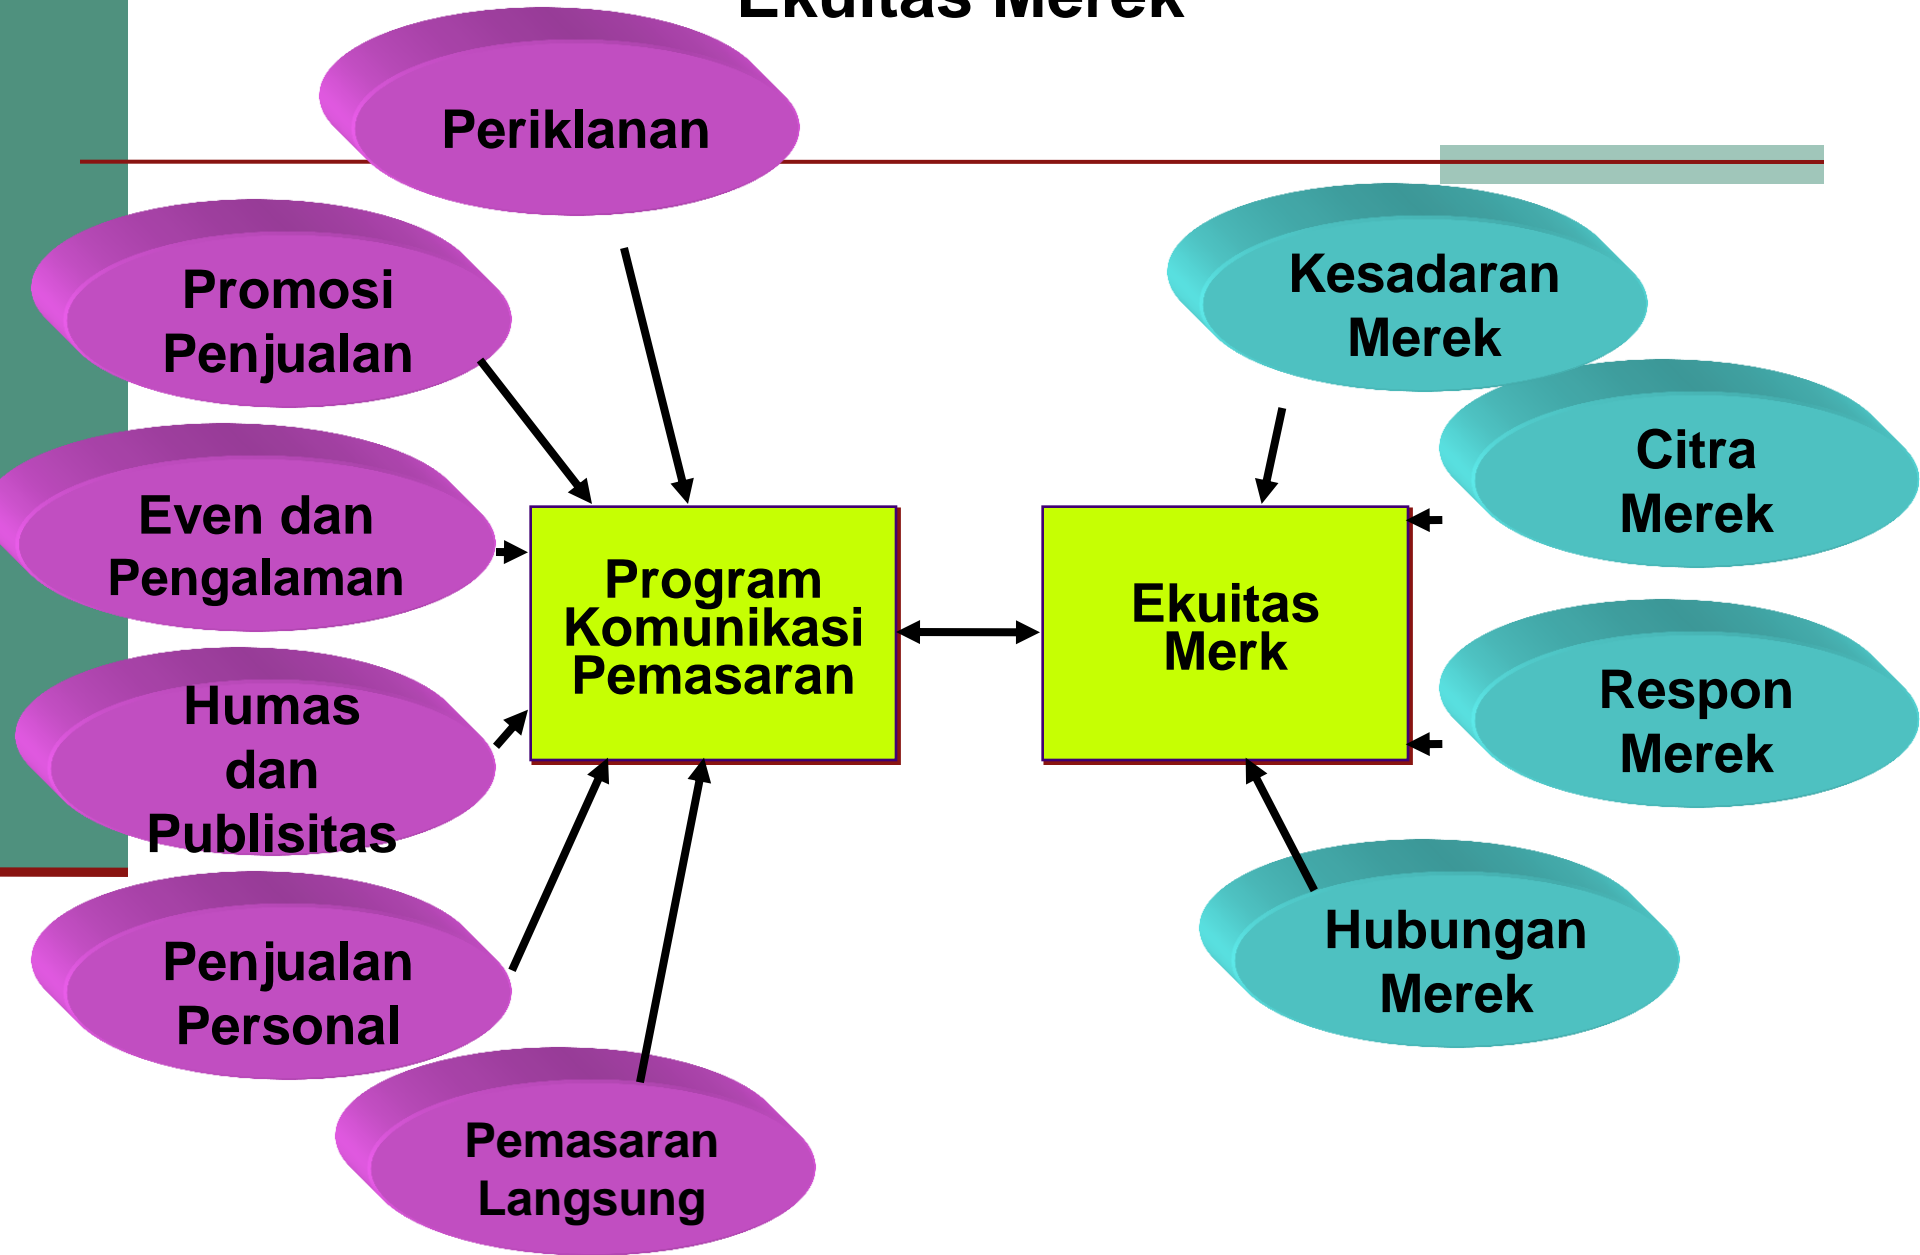 Ekuitas Merek
Periklanan
Promosi
Penjualan
Even dan
Pengalaman
Humas
dan
Publisitas
Penjualan
Personal
Pemasaran
Langsung
Program
Komunikasi
Pemasaran
Ekuitas
Merk
Kesadaran
Merek
Citra
Merek
Respon
Merek
Hubungan
Merek